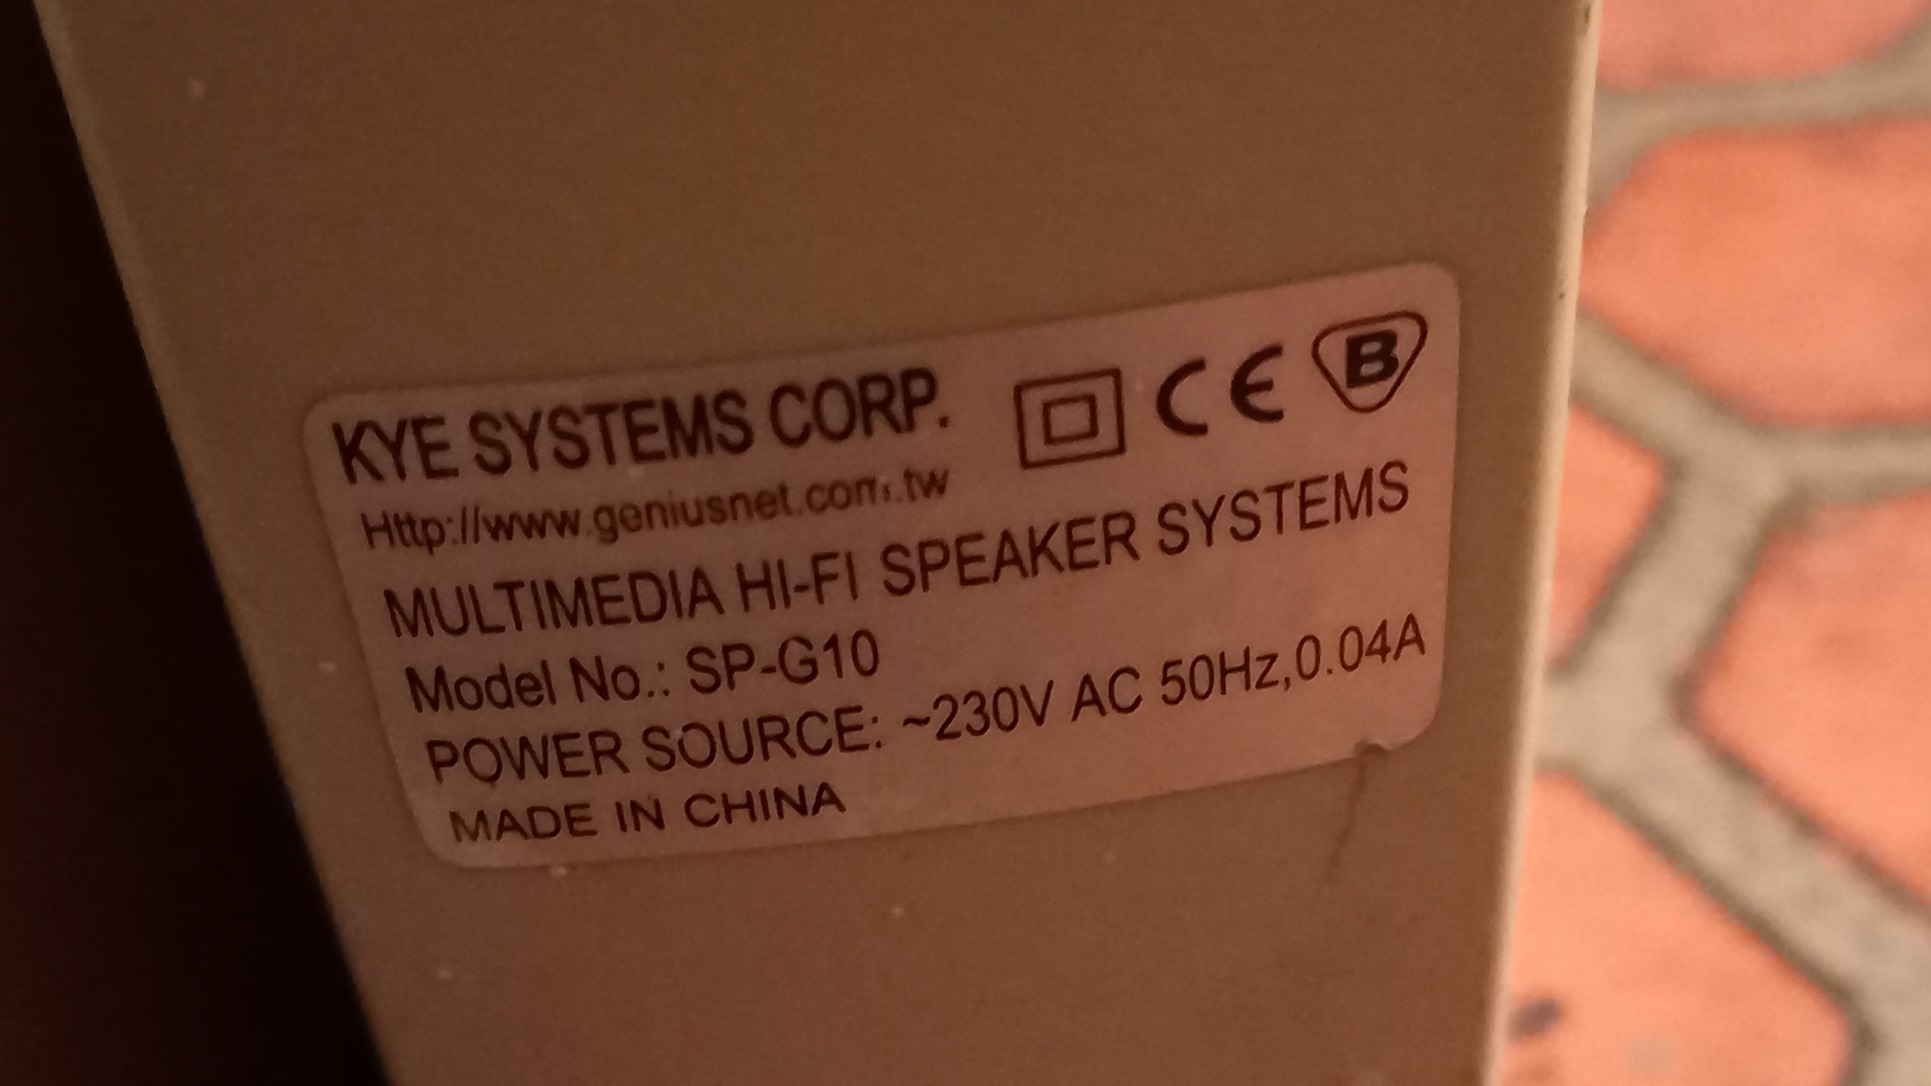 KYE SYSTEMS CORP. CE B
Http://www.geniusnet.com.tw
MULTIMEDIA HI-FI SPEAKER SYSTEMS
Model No.: SP-G10
POWER SOURCE: ~230V AC 50Hz,0.04A
MADE IN CHINA